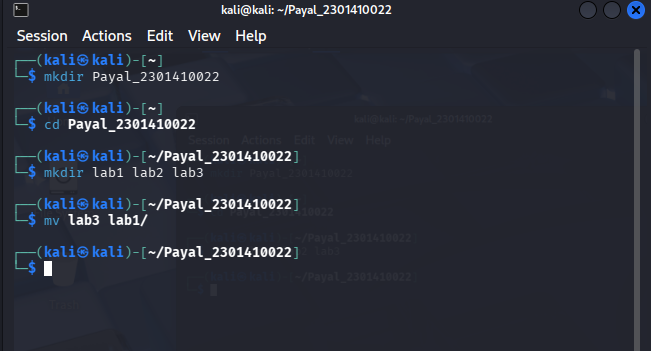 kali@kali: ~/Payal_2301410022
Session Actions Edit View Help
┌──(kali㉿kali)-[~]
└─$ mkdir Payal_2301410022
┌──(kali㉿kali)-[~]
└─$ cd Payal_2301410022
┌──(kali㉿kali)-[~/Payal_2301410022]
└─$ mkdir lab1 lab2 lab3
┌──(kali㉿kali)-[~/Payal_2301410022]
└─$ mv lab3 lab1/
┌──(kali㉿kali)-[~/Payal_2301410022]
└─$